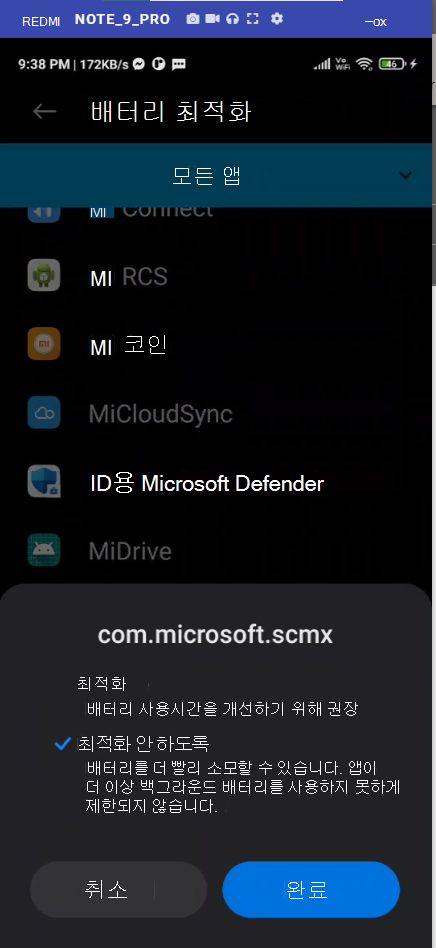 REDMI NOTE_9_PRO –ox
9:38 PM | 172KB/s Vo WiFi 46
배터리 최적화
모든 앱
MI Connect
MI RCS
MI 코인
MiCloudSync
ID용 Microsoft Defender
MiDrive
com.microsoft.scmx
최적화
배터리 사용시간을 개선하기 위해 권장
최적화 안 하도록
배터리를 더 빨리 소모할 수 있습니다. 앱이
더 이상 백그라운드 배터리를 사용하지 못하게
제한되지 않습니다.
취소 완료